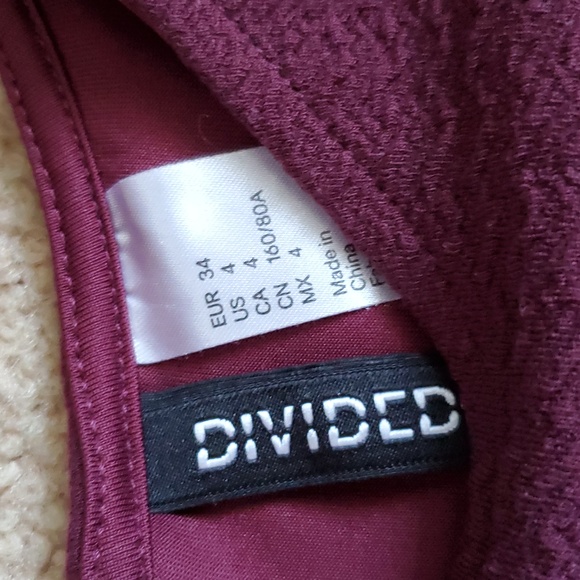 EUR 34
US 4
CA 4
CN 160/80A
MX 4
Made in
China
DIVIDED